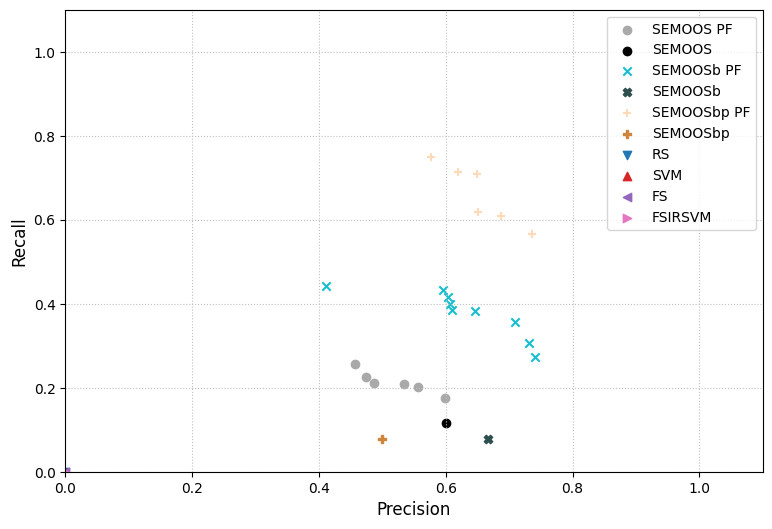 SEMOOS PF
SEMOOS
SEMOOSb PF
SEMOOSb
SEMOOSbp PF
SEMOOSbp
RS
SVM
FS
FSIRSVM
1.0
0.8
0.6
0.4
0.2
0.0
Recall
0.0 0.2 0.4 0.6 0.8 1.0
Precision